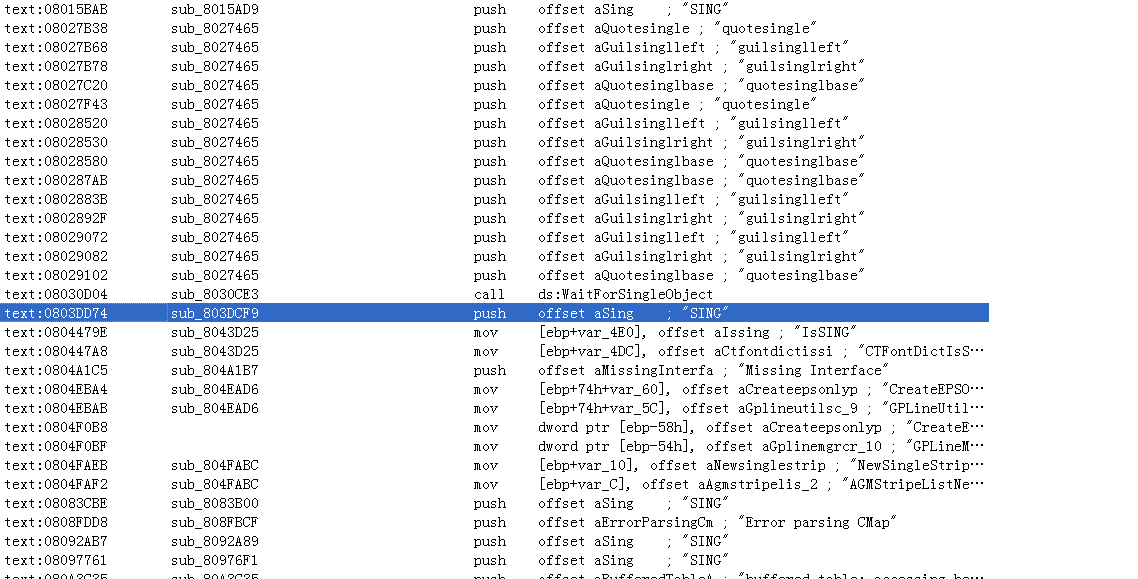 text:08015BAB sub_8015AD9 push offset aSing ; "SING"
text:08027B38 sub_8027465 push offset aQuotesingle ; "quotesingle"
text:08027B68 sub_8027465 push offset aGuilsinglleft ; "guilsinglleft"
text:08027B78 sub_8027465 push offset aGuilsinglright ; "guilsinglright"
text:08027C20 sub_8027465 push offset aQuotesinglbase ; "quotesinglbase"
text:08027F43 sub_8027465 push offset aQuotesingle ; "quotesingle"
text:08028520 sub_8027465 push offset aGuilsinglleft ; "guilsinglleft"
text:08028530 sub_8027465 push offset aGuilsinglright ; "guilsinglright"
text:08028580 sub_8027465 push offset aQuotesinglbase ; "quotesinglbase"
text:080287AB sub_8027465 push offset aQuotesinglbase ; "quotesinglbase"
text:0802883B sub_8027465 push offset aGuilsinglleft ; "guilsinglleft"
text:0802892F sub_8027465 push offset aGuilsinglright ; "guilsinglright"
text:08029072 sub_8027465 push offset aGuilsinglleft ; "guilsinglleft"
text:08029082 sub_8027465 push offset aGuilsinglright ; "guilsinglright"
text:08029102 sub_8027465 push offset aQuotesinglbase ; "quotesinglbase"
text:08030D04 sub_8030CE3 call ds:WaitForSingleObject
text:0803DD74 sub_803DCF9 push offset aSing ; "SING"
text:0804479E sub_8043D25 mov [ebp+var_4E0], offset aIssing ; "IsSING"
text:080447A8 sub_8043D25 mov [ebp+var_4DC], offset aCtfontdictissi ; "CTFontDictIsS…
text:0804A1C5 sub_804A1B7 push offset aMissingInterfa ; "Missing Interface"
text:0804EBA4 sub_804EAD6 mov [ebp+74h+var_60], offset aCreateepsonlyp ; "CreateEPSO…
text:0804EBAB sub_804EAD6 mov [ebp+74h+var_5C], offset aGplineutilsc_9 ; "GPLineUtil…
text:0804F0B8 mov dword ptr [ebp-58h], offset aCreateepsonlyp ; "CreateE…
text:0804F0BF mov dword ptr [ebp-54h], offset aGplinemgrcr_10 ; "GPLineM…
text:0804FAEB sub_804FABC mov [ebp+var_10], offset aNewsinglestrip ; "NewSingleStrip…
text:0804FAF2 sub_804FABC mov [ebp+var_C], offset aAgmstripelis_2 ; "AGMStripeListNe…
text:08083CBE sub_8083B00 push offset aSing ; "SING"
text:0808FDD8 sub_808FBCF push offset aErrorParsingCm ; "Error parsing CMap"
text:08092AB7 sub_8092A89 push offset aSing ; "SING"
text:08097761 sub_80976F1 push offset aSing ; "SING"